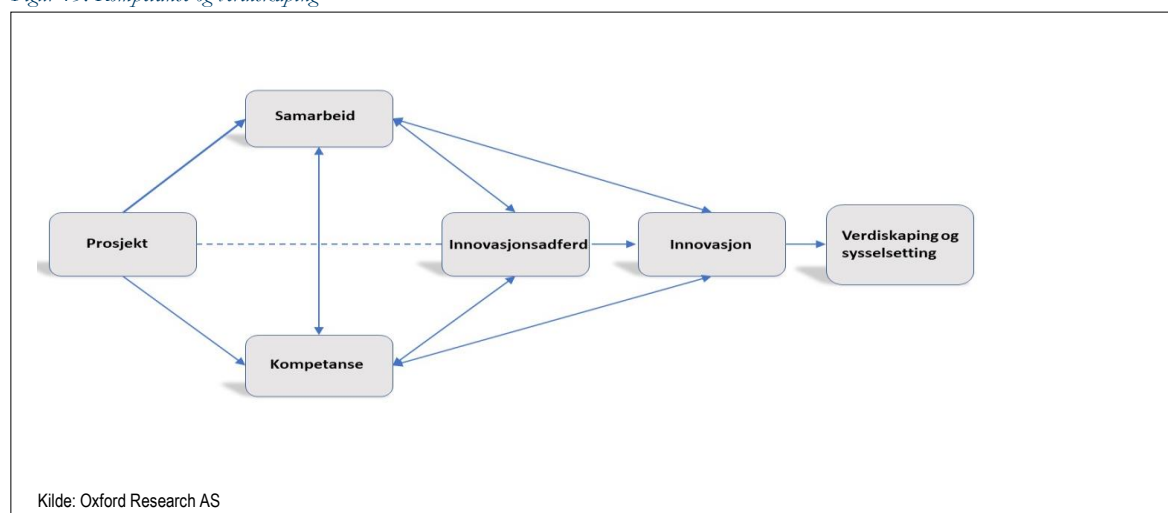 Samarbeid
Prosjekt
Innovasjonsadferd
Innovasjon
Verdiskaping og
sysselsetting
Kompetanse
Kilde: Oxford Research AS